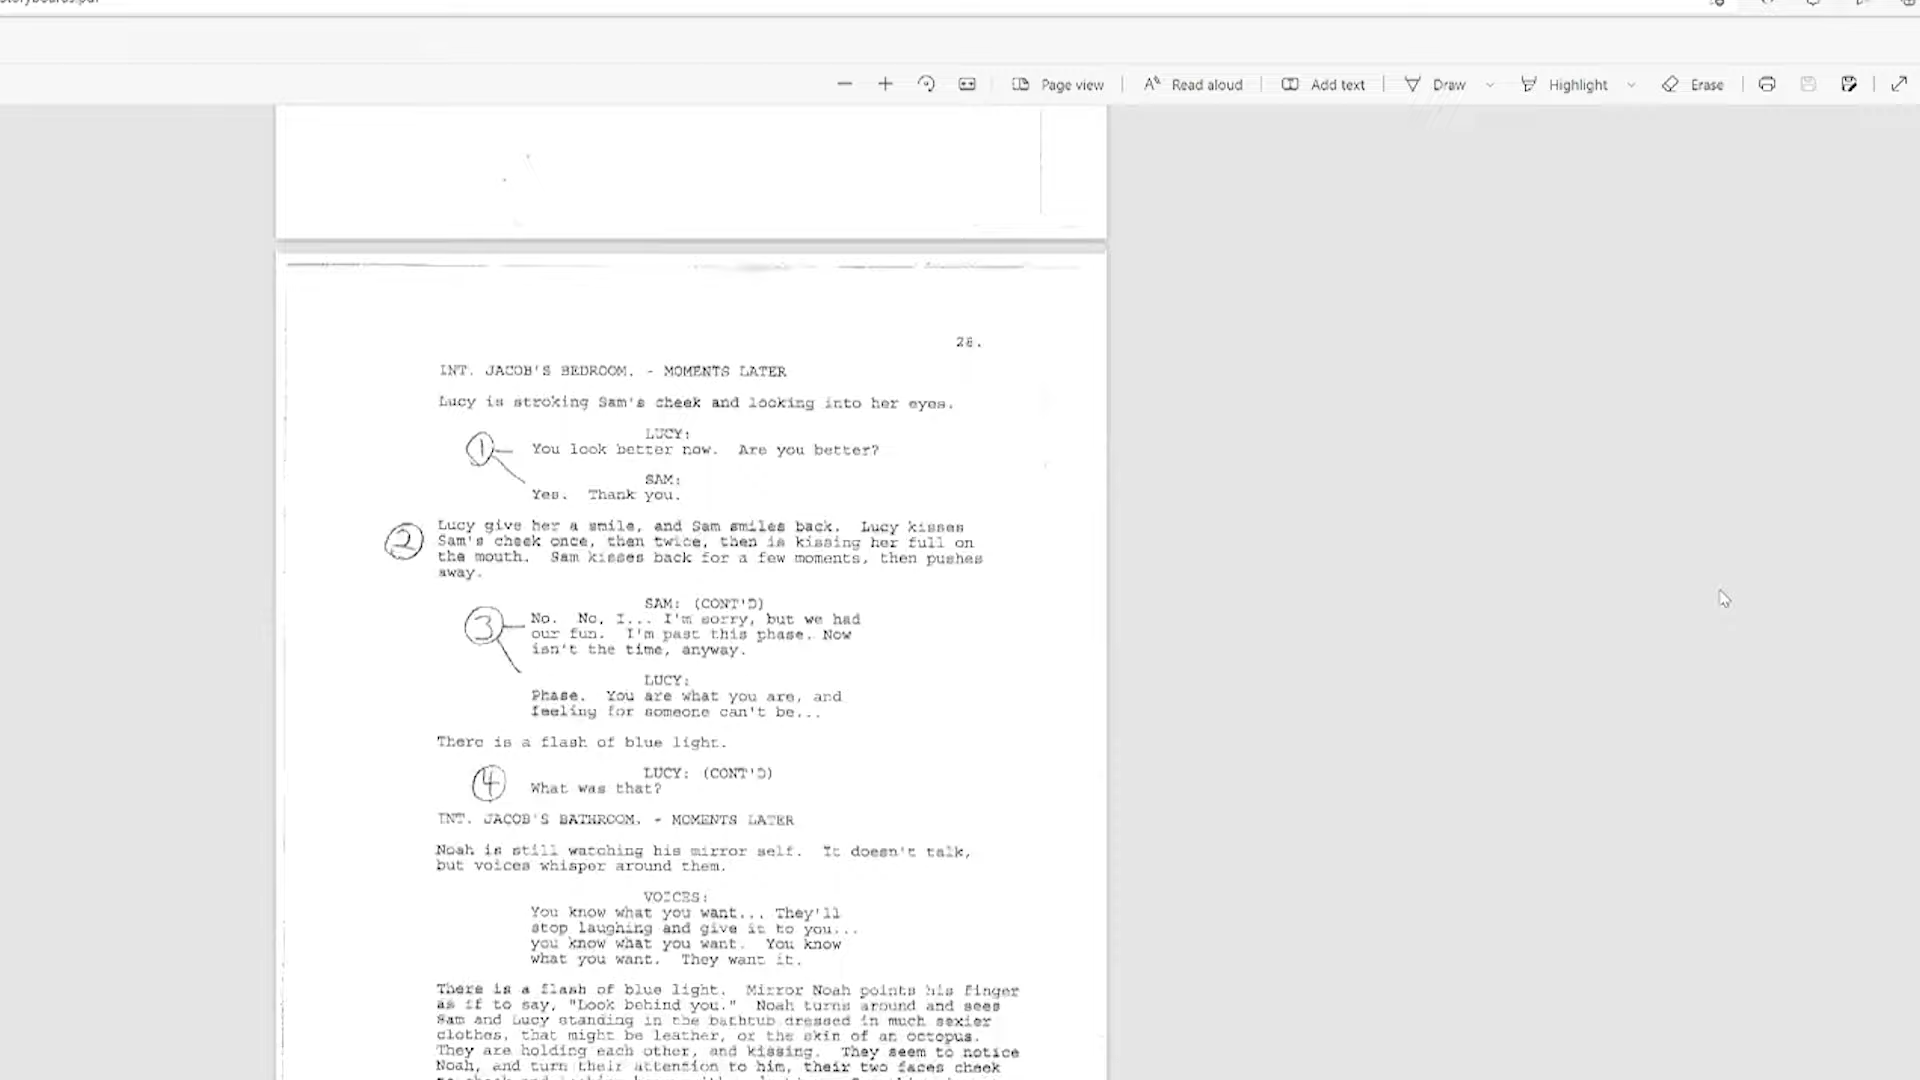 Page view
Read aloud
Add text
Draw
Highlight
Erase
28.
INT. JACOB'S BEDROOM. - MOMENTS LATER
Lucy is stroking Sam's cheek and looking into her eyes.
LUCY:
① You look better now. Are you better?
SAM:
Yes. Thank you.
② Lucy give her a smile, and Sam smiles back. Lucy kisses
Sam's cheek once, then twice, then is kissing her full on
the mouth. Sam kisses back for a few moments, then pushes
away.
SAM: (CONT'D)
③ No. No, I... I'm sorry, but we had
our fun. I'm past this phase. Now
isn't the time, anyway.
LUCY:
Phase. You are what you are, and
feeling for someone can't be...
There is a flash of blue light.
LUCY: (CONT'D)
④ What was that?
INT. JACOB'S BATHROOM. - MOMENTS LATER
Noah is still watching his mirror self. It doesn't talk,
but voices whisper around them.
VOICES:
You know what you want... They'll
stop laughing and give it to you...
you know what you want. You know
what you want. They want it.
There is a flash of blue light. Mirror Noah points his finger
as if to say, "Look behind you." Noah turns around and sees
Sam and Lucy standing in the bathtub dressed in much sexier
clothes, that might be leather, or the skin of an octopus.
They are holding each other, and kissing. They seem to notice
Noah, and turn their attention to him, their two faces cheek